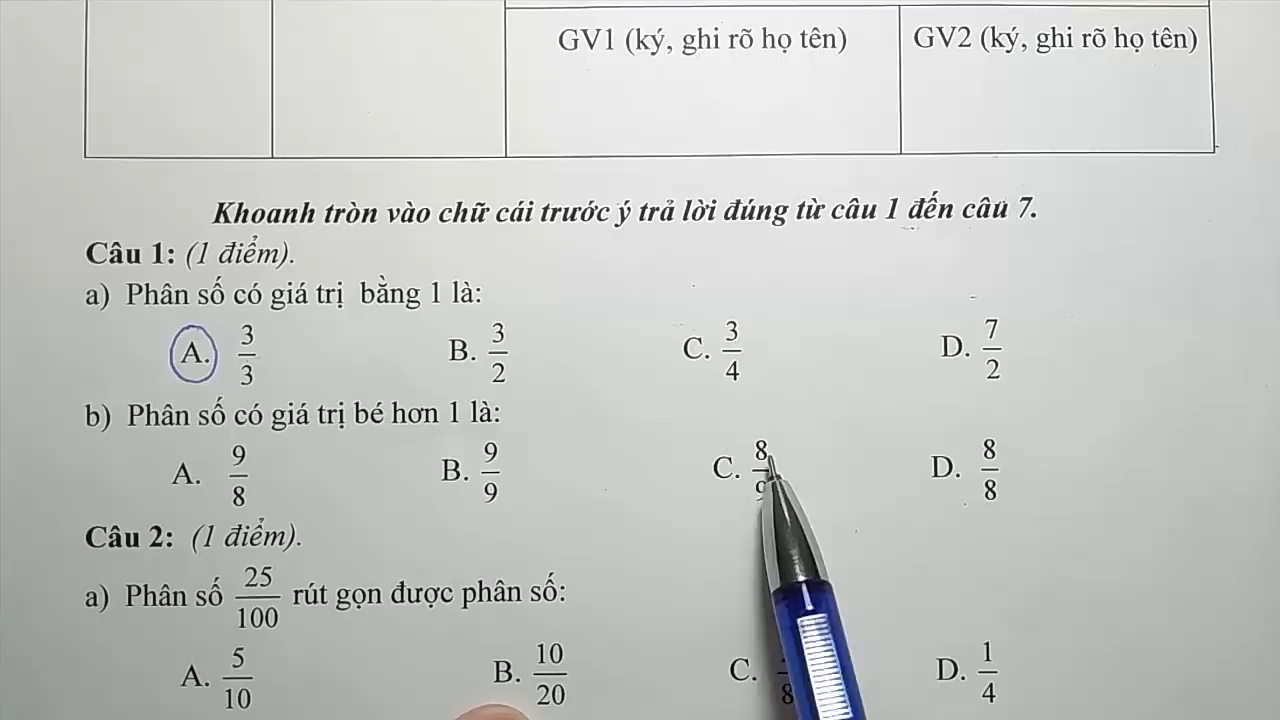 GV1 (ký, ghi rõ họ tên) GV2 (ký, ghi rõ họ tên)
Khoanh tròn vào chữ cái trước ý trả lời đúng từ câu 1 đến câu 7.
Câu 1: (1 điểm).
a) Phân số có giá trị bằng 1 là:
A. 3/3 B. 3/2 C. 3/4 D. 7/2
b) Phân số có giá trị bé hơn 1 là:
A. 9/8 B. 9/9 C. 8/9 D. 8/8
Câu 2: (1 điểm).
a) Phân số 25/100 rút gọn được phân số:
A. 5/10 B. 10/20 C. /8 D. 1/4